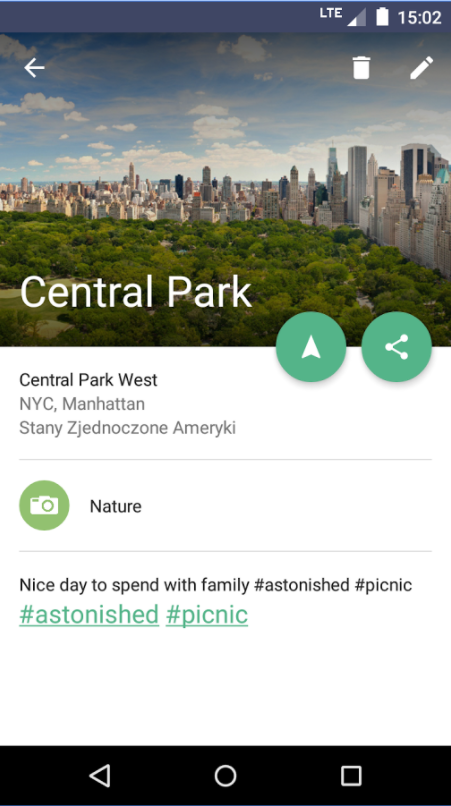 LTE 15:02
Central Park
Central Park West
NYC, Manhattan
Stany Zjednoczone Ameryki
Nature
Nice day to spend with family #astonished #picnic
#astonished #picnic